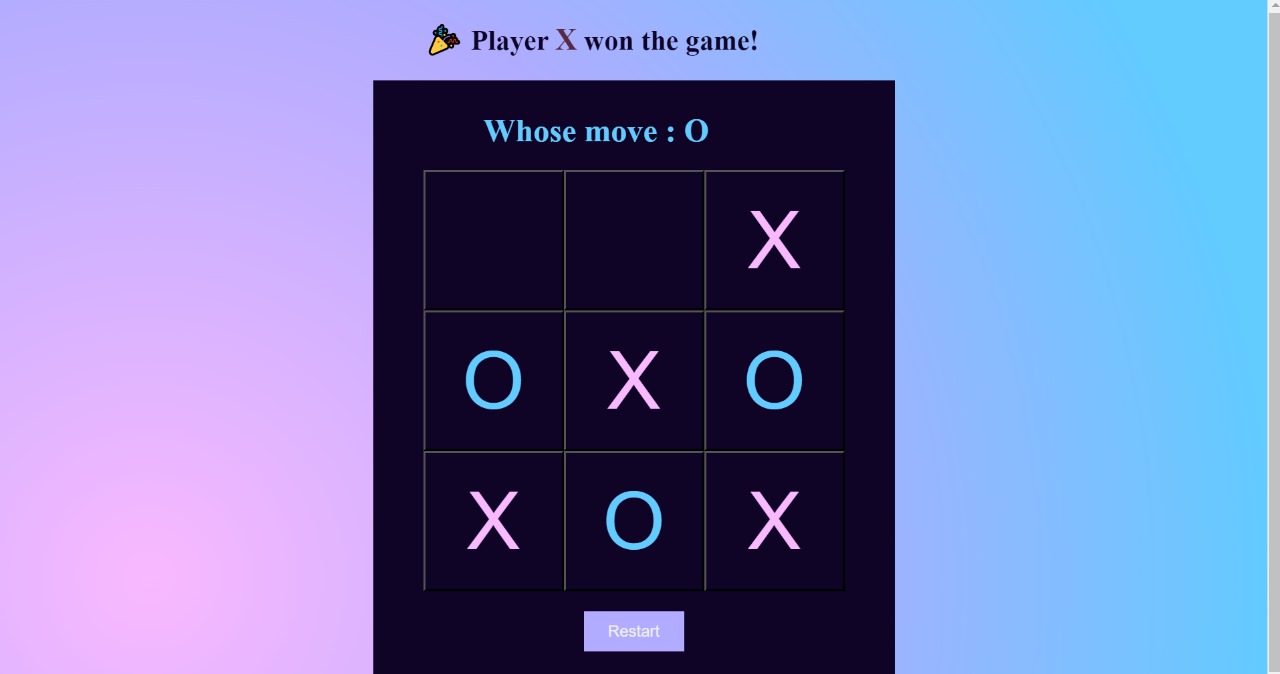 🎉 Player X won the game!
Whose move : O
X
O X O
X O X
Restart